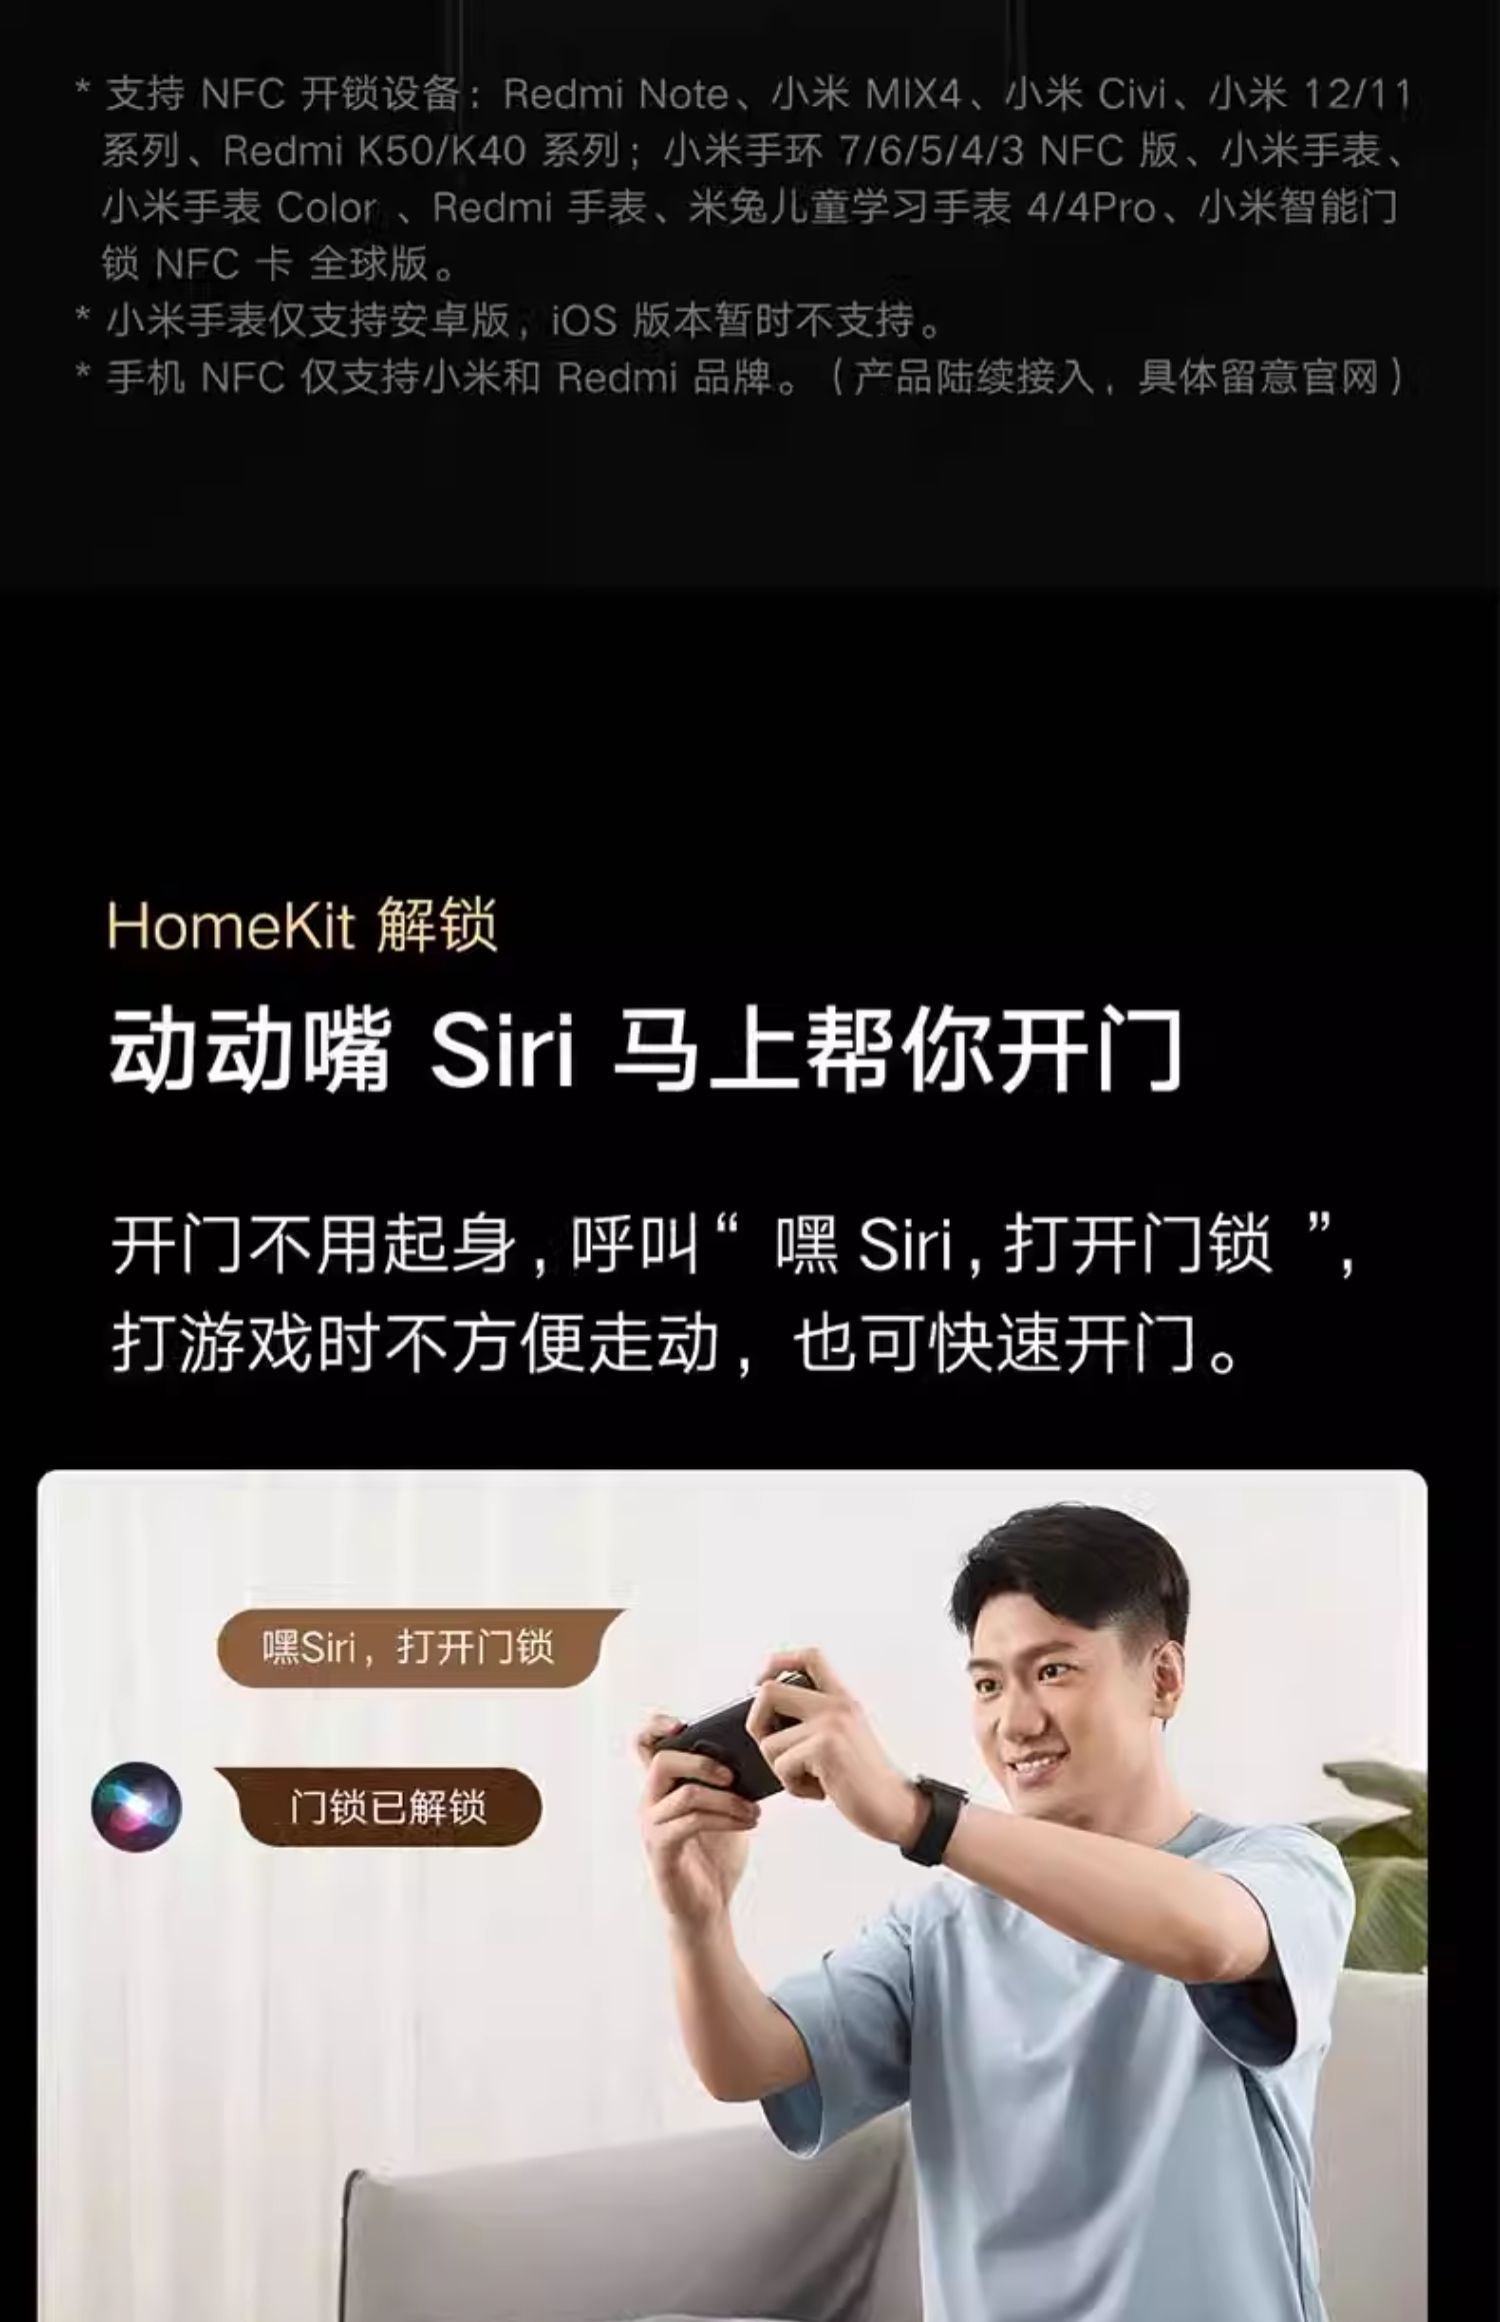 * 支持 NFC 开锁设备：Redmi Note、小米 MIX4、小米 Civi、小米 12/11
系列、Redmi K50/K40 系列；小米手环 7/6/5/4/3 NFC 版、小米手表、
小米手表 Color 、Redmi 手表、米兔儿童学习手表 4/4Pro、小米智能门
锁 NFC 卡 全球版。
* 小米手表仅支持安卓版，iOS 版本暂时不支持。
* 手机 NFC 仅支持小米和 Redmi 品牌。（产品陆续接入，具体留意官网）
HomeKit 解锁
动动嘴 Siri 马上帮你开门
开门不用起身，呼叫“ 嘿 Siri，打开门锁 ”，
打游戏时不方便走动，也可快速开门。
嘿Siri，打开门锁
门锁已解锁